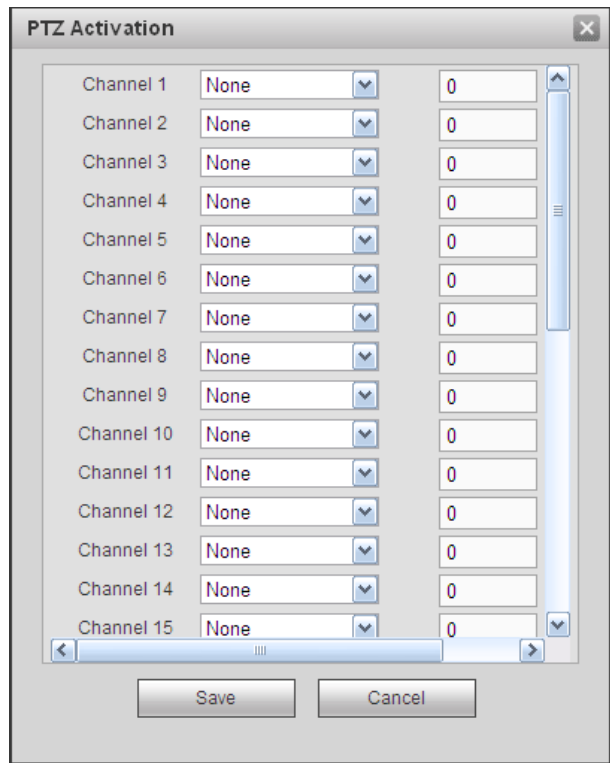 PTZ Activation
Channel 1 None 0
Channel 2 None 0
Channel 3 None 0
Channel 4 None 0
Channel 5 None 0
Channel 6 None 0
Channel 7 None 0
Channel 8 None 0
Channel 9 None 0
Channel 10 None 0
Channel 11 None 0
Channel 12 None 0
Channel 13 None 0
Channel 14 None 0
Channel 15 None 0
Save Cancel